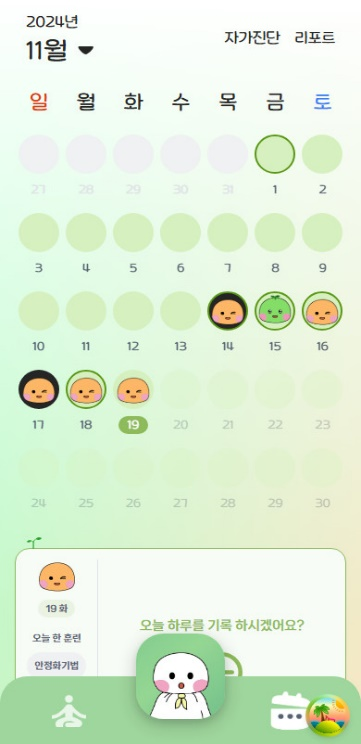 2024년
11월
자가진단 리포트
일 월 화 수 목 금 토
27 28 29 30 31 1 2
3 4 5 6 7 8 9
10 11 12 13 14 15 16
17 18 19 20 21 22 23
24 25 26 27 28 29 30
19 화
오늘 한 훈련
안정화기법
오늘 하루를 기록 하시겠어요?